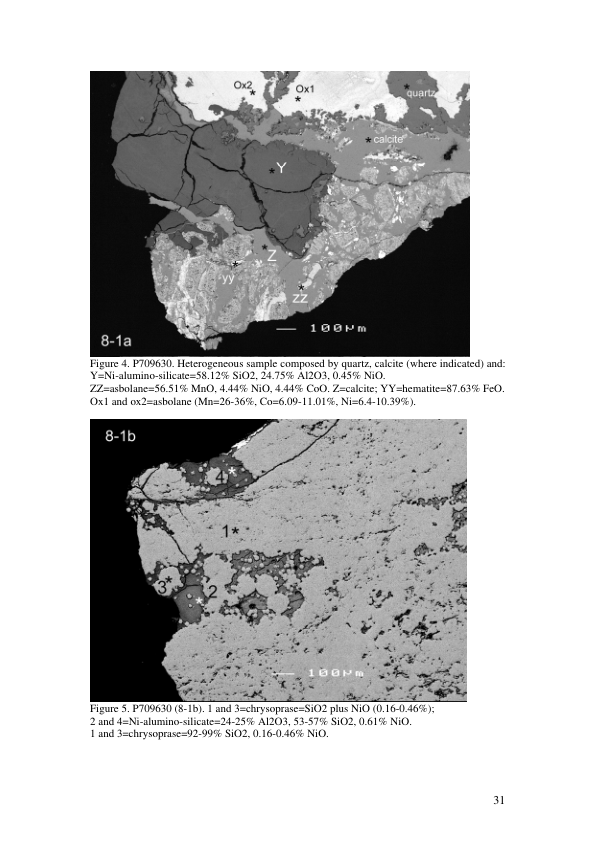 Ox2
Ox1
quartz
calcite
Y
Z
yy
ZZ
100µm
8-1a
Figure 4. P709630. Heterogeneous sample composed by quartz, calcite (where indicated) and:
Y=Ni-alumino-silicate=58.12% SiO2, 24.75% Al2O3, 0.45% NiO.
ZZ=asbolane=56.51% MnO, 4.44% NiO, 4.44% CoO. Z=calcite; YY=hematite=87.63% FeO.
Ox1 and ox2=asbolane (Mn=26-36%, Co=6.09-11.01%, Ni=6.4-10.39%).
8-1b
4*
1*
3*
*2
100µm
Figure 5. P709630 (8-1b). 1 and 3=chrysoprase=SiO2 plus NiO (0.16-0.46%);
2 and 4=Ni-alumino-silicate=24-25% Al2O3, 53-57% SiO2, 0.61% NiO.
1 and 3=chrysoprase=92-99% SiO2, 0.16-0.46% NiO.
31